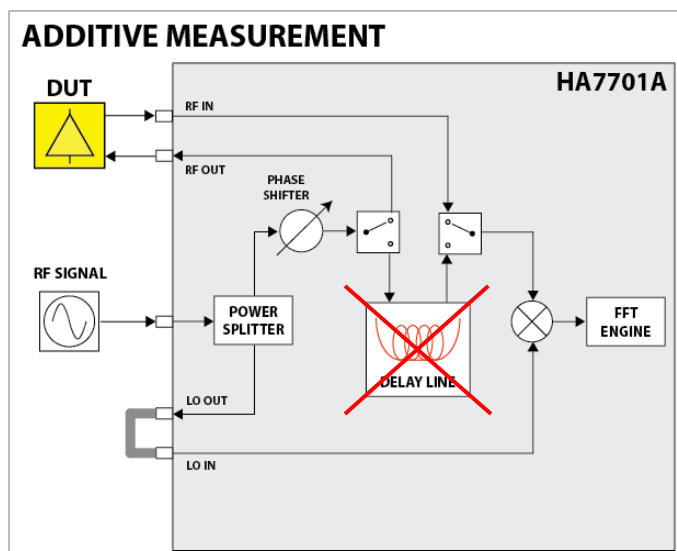 ADDITIVE MEASUREMENT
HA7701A
DUT
RF IN
RF OUT
PHASE
SHIFTER
RF SIGNAL
POWER
SPLITTER
FFT
ENGINE
DELAY LINE
LO OUT
LO IN